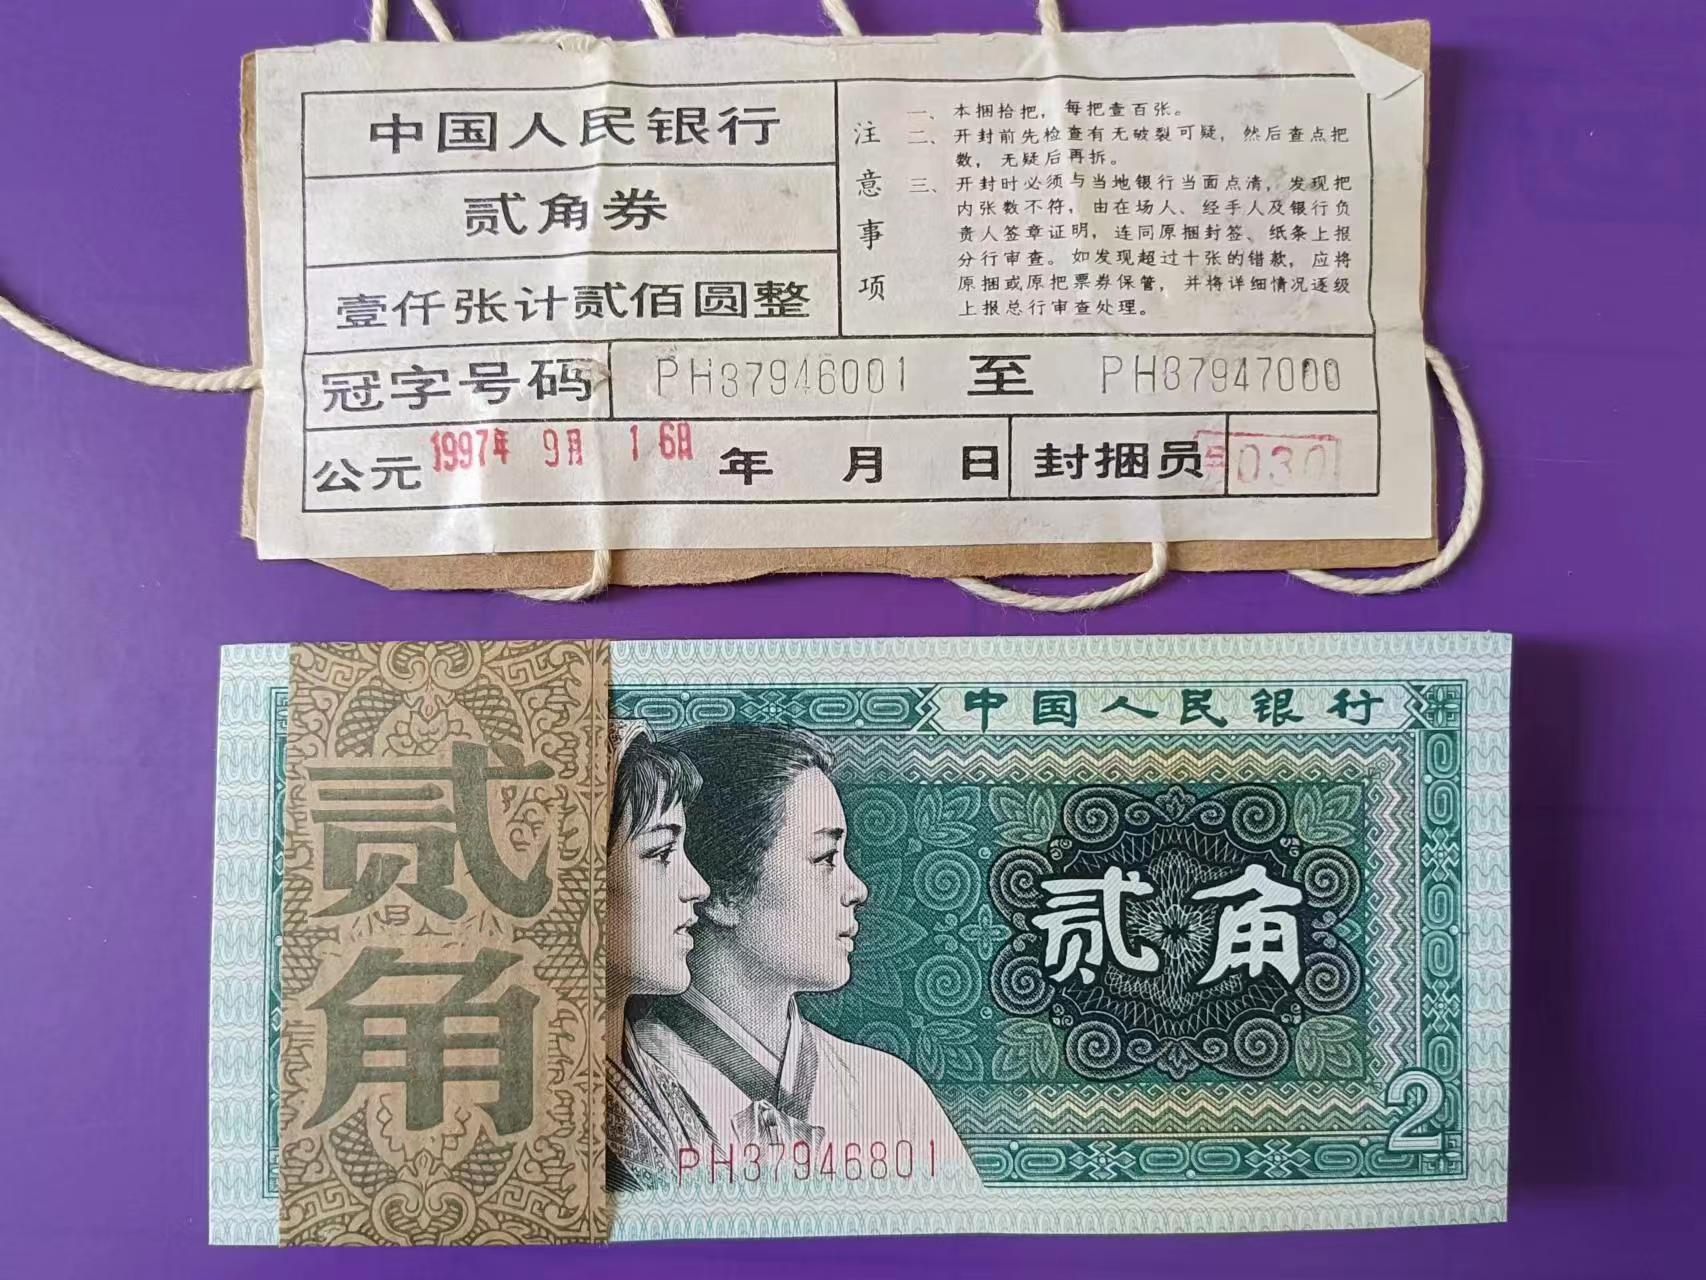 中国人民银行
贰角券
壹仟张计贰佰圆整
注意事项
一、本捆拾把，每把壹百张。
二、开封前先检查有无破裂可疑，然后查点把
数，无疑后再拆。
三、开封时必须与当地银行当面点清，发现把
内张数不符，由在场人、经手人及银行负
责人签章证明，连同原捆封签、纸条上报
分行审查。如发现超过十张的错款，应将
原捆或原把票券保管，并将详细情况逐级
上报总行审查处理。
冠字号码 PH37946001 至 PH37947000
公元 1997年 9月 16日 年 月 日 封捆员 030
贰角
中国人民银行
贰角
2
PH37946801